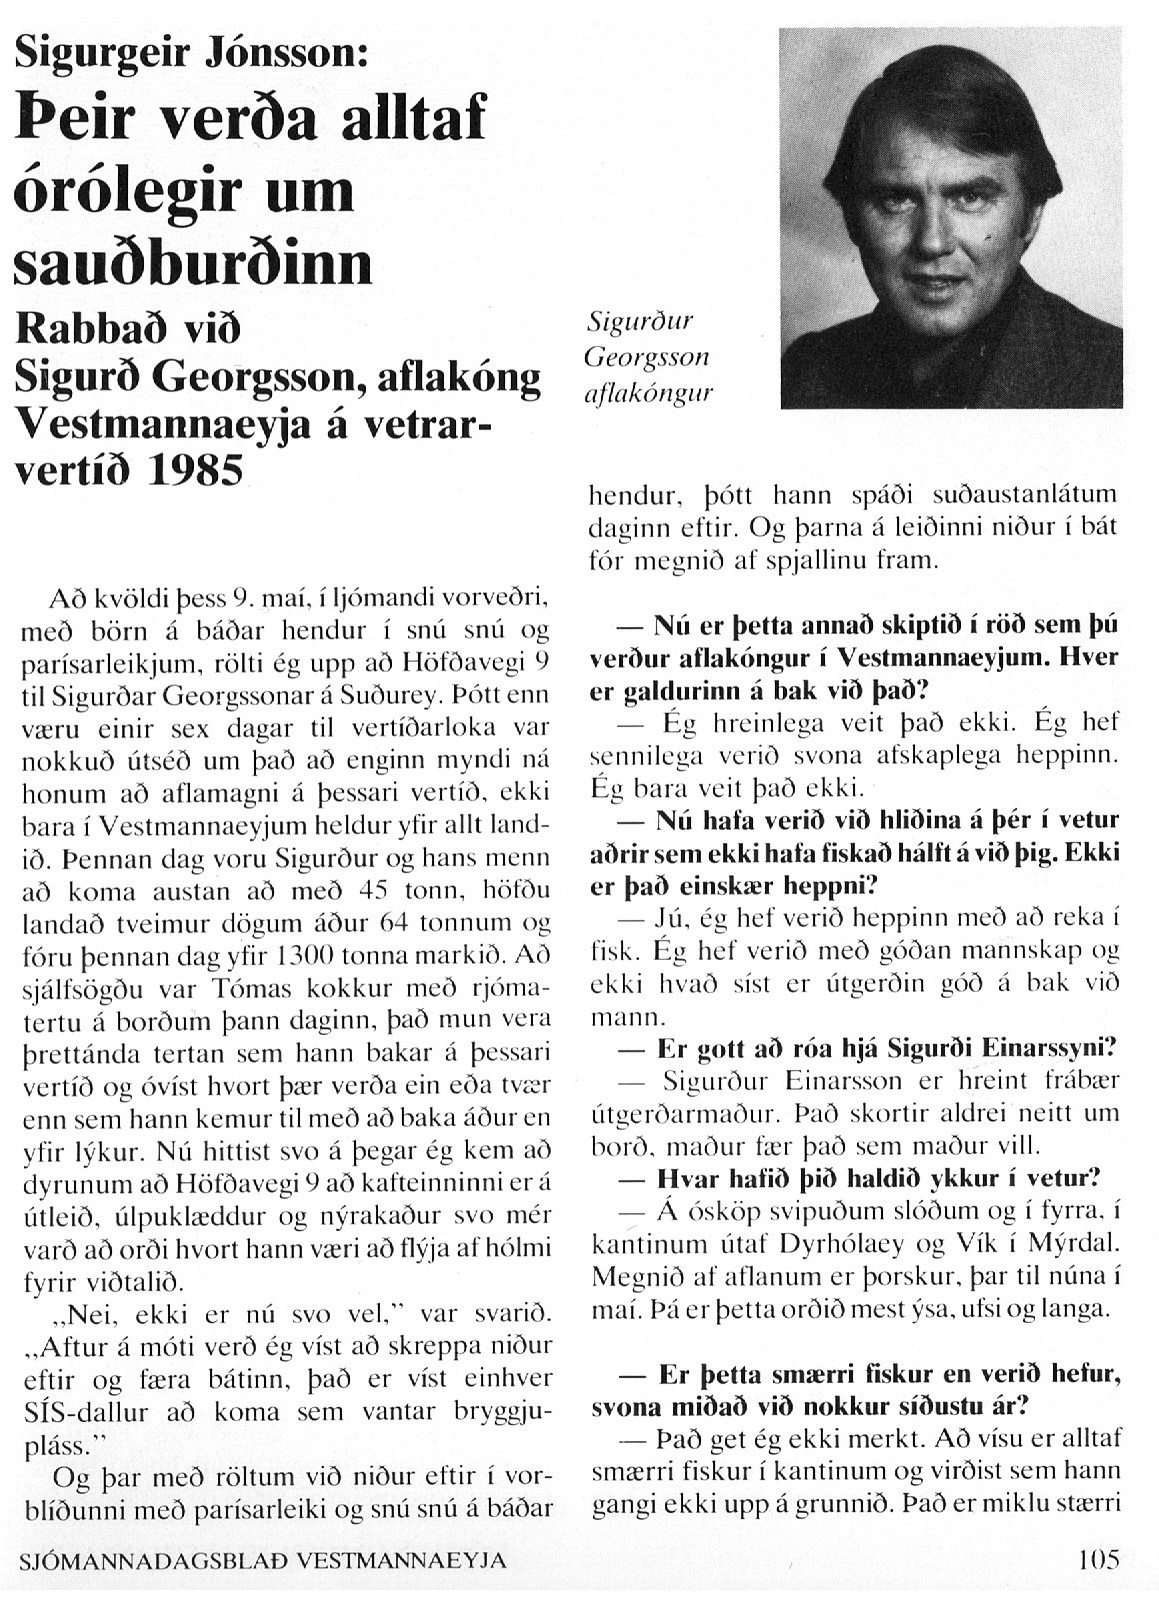 Sigurgeir Jónsson:
Þeir verða alltaf
órólegir um
sauðburðinn
Rabbað við
Sigurð Georgsson, aflakóng
Vestmannaeyja á vetrar-
vertíð 1985
Að kvöldi þess 9. maí, í ljómandi vorveðri,
með börn á báðar hendur í snú snú og
parísarleikjum, rölti ég upp að Höfðavegi 9
til Sigurðar Georgssonar á Suðurey. Þótt enn
væru einir sex dagar til vertíðarloka var
nokkuð útséð um það að enginn myndi ná
honum að aflamagni á þessari vertíð, ekki
bara í Vestmannaeyjum heldur yfir allt land-
ið. Þennan dag voru Sigurður og hans menn
að koma austan að með 45 tonn, höfðu
landað tveimur dögum áður 64 tonnum og
fóru þennan dag yfir 1300 tonna markið. Að
sjálfsögðu var Tómas kokkur með rjóma-
tertu á borðum þann daginn, það mun vera
þrettánda tertan sem hann bakar á þessari
vertíð og óvíst hvort þær verða ein eða tvær
enn sem hann kemur til með að baka áður en
yfir lýkur. Nú hittist svo á þegar ég kem að
dyrunum að Höfðavegi 9 að kafteinninni er á
útleið, úlpuklæddur og nýrakaður svo mér
varð að orði hvort hann væri að flýja af hólmi
fyrir viðtalið.
„Nei, ekki er nú svo vel,” var svarið.
„Aftur á móti verð ég víst að skreppa niður
eftir og færa bátinn, það er víst einhver
SÍS-dallur að koma sem vantar bryggju-
pláss.”
Og þar með röltum við niður eftir í vor-
blíðunni með parísarleiki og snú snú á báðar
Sigurður
Georgsson
aflakóngur
hendur, þótt hann spáði suðaustanlátum
daginn eftir. Og þarna á leiðinni niður í bát
fór megnið af spjallinu fram.
— Nú er þetta annað skiptið í röð sem þú
verður aflakóngur í Vestmannaeyjum. Hver
er galdurinn á bak við það?
— Ég hreinlega veit það ekki. Ég hef
sennilega verið svona afskaplega heppinn.
Ég bara veit það ekki.
— Nú hafa verið við hliðina á þér í vetur
aðrir sem ekki hafa fiskað hálft á við þig. Ekki
er það einskær heppni?
— Jú, ég hef verið heppinn með að reka í
fisk. Ég hef verið með góðan mannskap og
ekki hvað síst er útgerðin góð á bak við
mann.
— Er gott að róa hjá Sigurði Einarssyni?
— Sigurður Einarsson er hreint frábær
útgerðarmaður. Það skortir aldrei neitt um
borð, maður fær það sem maður vill.
— Hvar hafið þið haldið ykkur í vetur?
— Á ósköp svipuðum slóðum og í fyrra, í
kantinum útaf Dyrhólaey og Vík í Mýrdal.
Megnið af aflanum er þorskur, þar til núna í
maí. Þá er þetta orðið mest ýsa, ufsi og langa.
— Er þetta smærri fiskur en verið hefur,
svona miðað við nokkur síðustu ár?
— Það get ég ekki merkt. Að vísu er alltaf
smærri fiskur í kantinum og virðist sem hann
gangi ekki upp á grunnið. Það er miklu stærri
SJÓMANNADAGSBLAÐ VESTMANNAEYJA
105